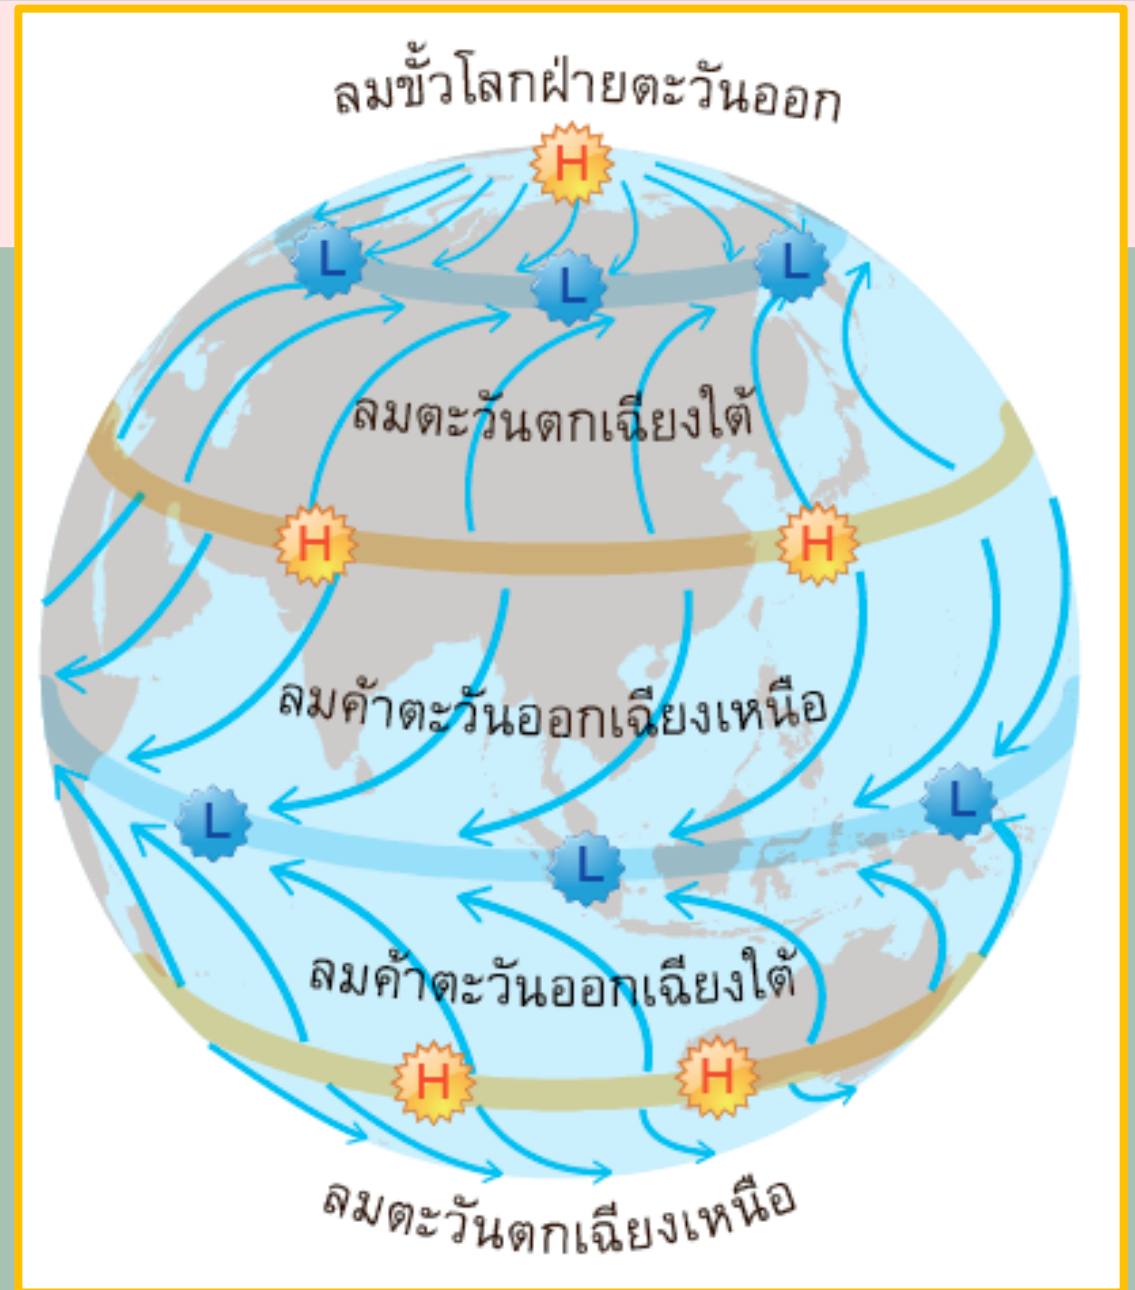 ลมขั้วโลกฝ่ายตะวันออก
H
L L L
ลมตะวันตกเฉียงใต้
H H
ลมค้าตะวันออกเฉียงเหนือ
L L L
ลมค้าตะวันออกเฉียงใต้
H H
ลมตะวันตกเฉียงเหนือ